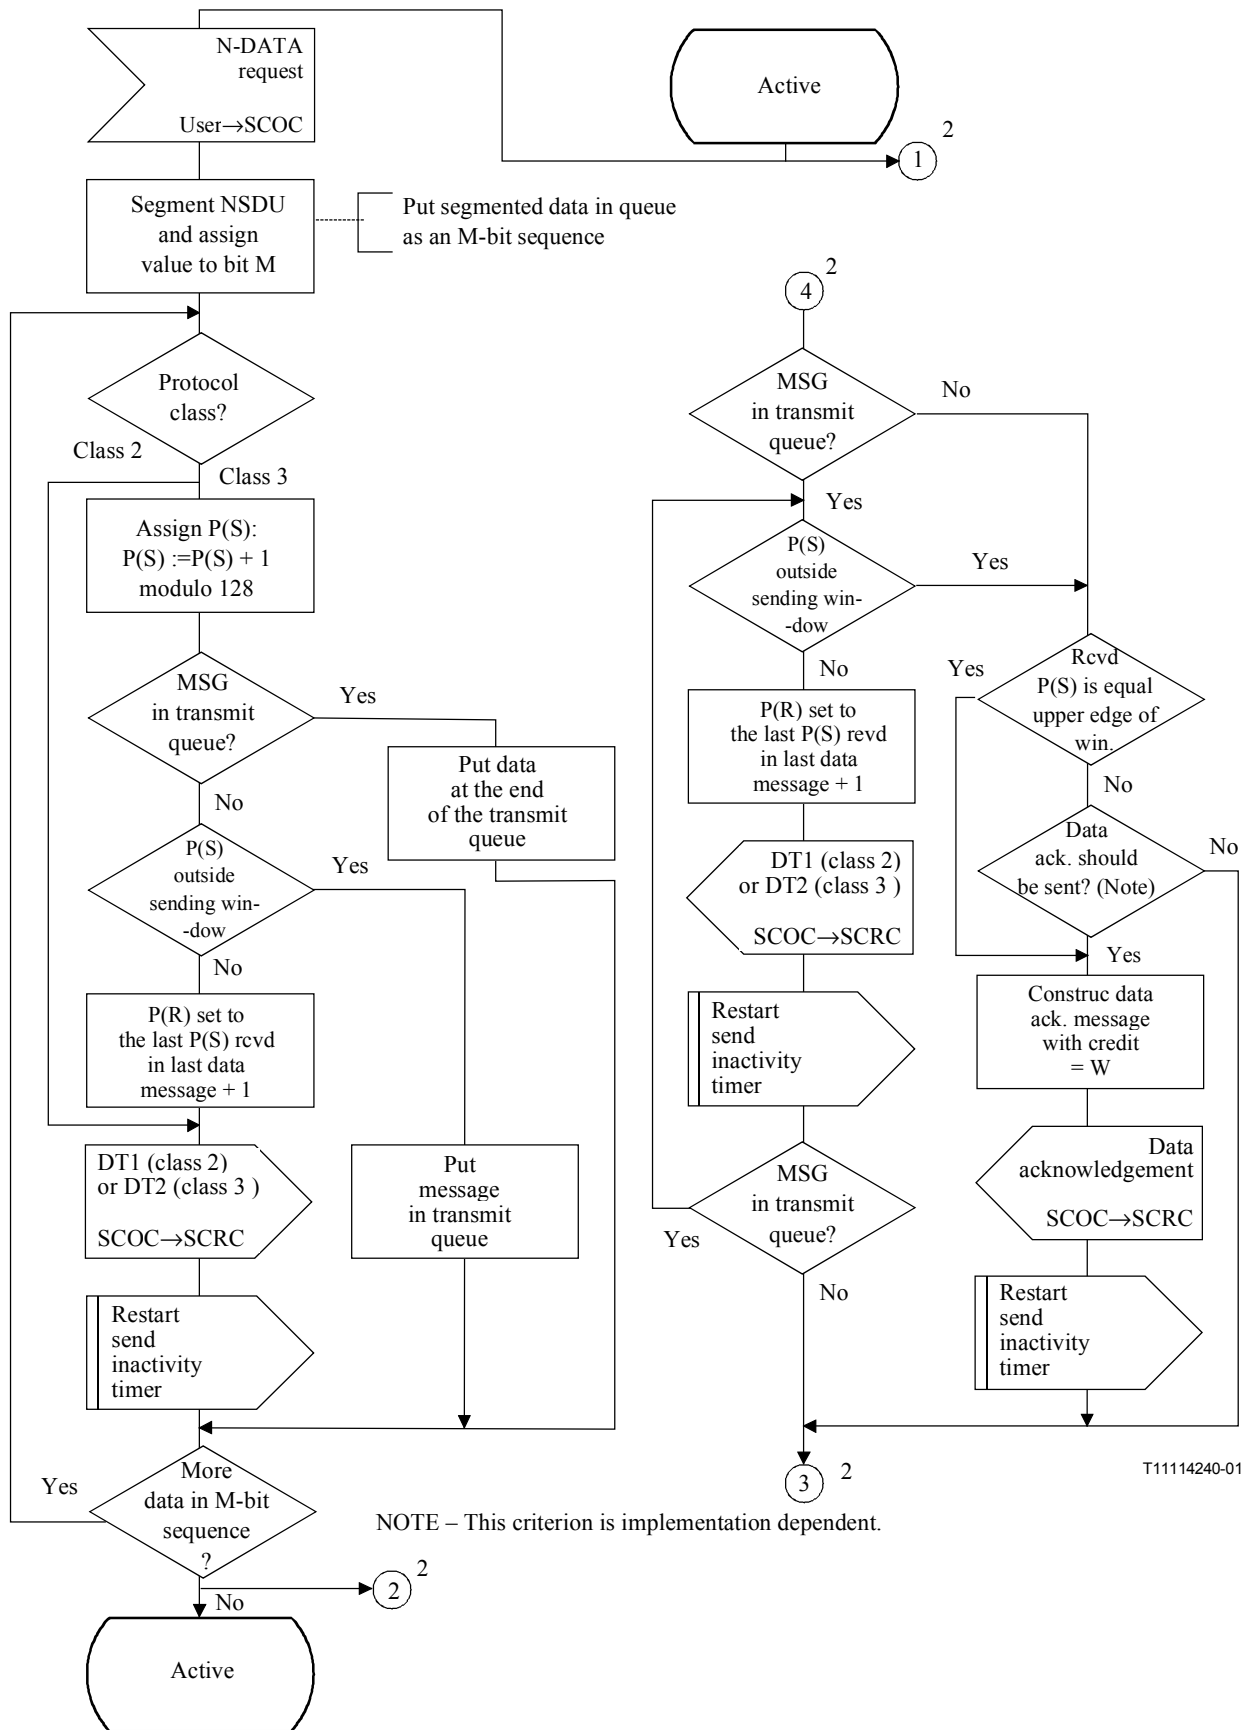 N-DATA
request
User→SCOC
Active
2
1
Segment NSDU
and assign
value to bit M
Put segmented data in queue
as an M-bit sequence
2
4
Protocol
class?
Class 2
Class 3
Assign P(S):
P(S) :=P(S) + 1
modulo 128
MSG
in transmit
queue?
Yes
No
Put data
at the end
of the transmit
queue
P(S)
outside
sending win-
-dow
Yes
No
P(R) set to
the last P(S) rcvd
in last data
message + 1
DT1 (class 2)
or DT2 (class 3 )
SCOC→SCRC
Put
message
in transmit
queue
Restart
send
inactivity
timer
Yes
More
data in M-bit
sequence
?
No
2
2
Active
MSG
in transmit
queue?
No
Yes
P(S)
outside
sending win-
-dow
Yes
No
P(R) set to
the last P(S) revd
in last data
message + 1
DT1 (class 2)
or DT2 (class 3 )
SCOC→SCRC
Restart
send
inactivity
timer
MSG
in transmit
queue?
Yes
No
Rcvd
P(S) is equal
upper edge of
win.
Yes
No
Data
ack. should
be sent? (Note)
No
Yes
Construc data
ack. message
with credit
= W
Data
acknowledgement
SCOC→SCRC
Restart
send
inactivity
timer
3
2
T11114240-01
NOTE – This criterion is implementation dependent.